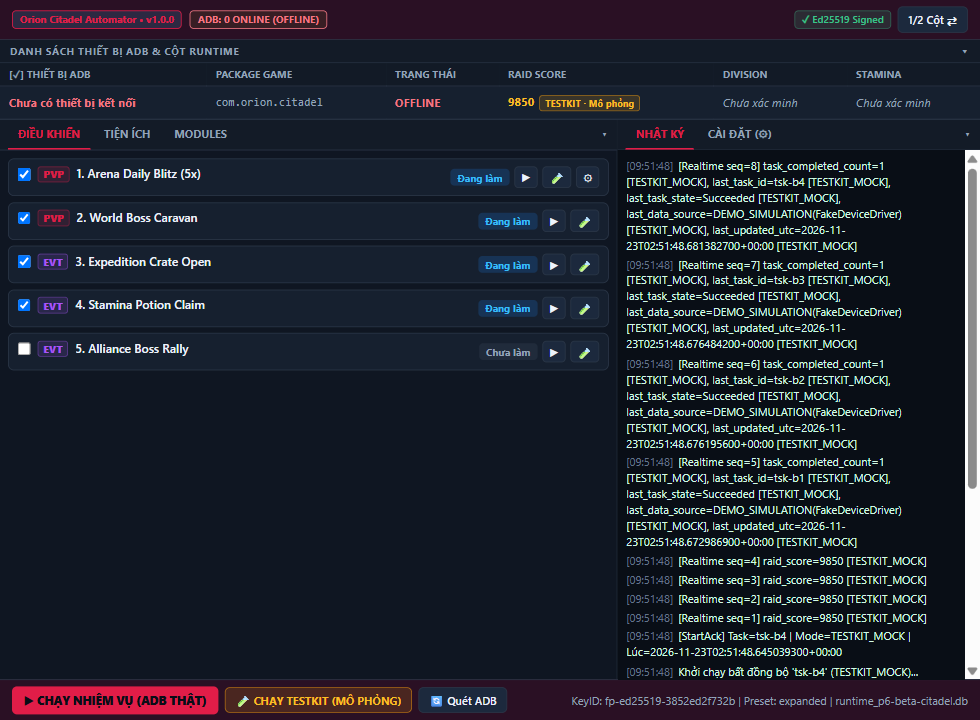 Orion Citadel Automator • v1.0.0
ADB: 0 ONLINE (OFFLINE)
✓ Ed25519 Signed
1/2 Cột ⇄
DANH SÁCH THIẾT BỊ ADB & CỘT RUNTIME
[✓] THIẾT BỊ ADB
PACKAGE GAME
TRẠNG THÁI
RAID SCORE
DIVISION
STAMINA
Chưa có thiết bị kết nối
com.orion.citadel
OFFLINE
9850 TESTKIT · Mô phỏng
Chưa xác minh
Chưa xác minh
ĐIỀU KHIỂN
TIỆN ÍCH
MODULES
PVP 1. Arena Daily Blitz (5x)
Đang làm
PVP 2. World Boss Caravan
Đang làm
EVT 3. Expedition Crate Open
Đang làm
EVT 4. Stamina Potion Claim
Đang làm
EVT 5. Alliance Boss Rally
Chưa làm
NHẬT KÝ
CÀI ĐẶT (⚙)
[09:51:48] [Realtime seq=8] task_completed_count=1
[TESTKIT_MOCK], last_task_id=tsk-b4 [TESTKIT_MOCK],
last_task_state=Succeeded [TESTKIT_MOCK],
last_data_source=DEMO_SIMULATION(FakeDeviceDriver)
[TESTKIT_MOCK], last_updated_utc=2026-11-
23T02:51:48.681382700+00:00 [TESTKIT_MOCK]
[09:51:48] [Realtime seq=7] task_completed_count=1
[TESTKIT_MOCK], last_task_id=tsk-b3 [TESTKIT_MOCK],
last_task_state=Succeeded [TESTKIT_MOCK],
last_data_source=DEMO_SIMULATION(FakeDeviceDriver)
[TESTKIT_MOCK], last_updated_utc=2026-11-
23T02:51:48.676484200+00:00 [TESTKIT_MOCK]
[09:51:48] [Realtime seq=6] task_completed_count=1
[TESTKIT_MOCK], last_task_id=tsk-b2 [TESTKIT_MOCK],
last_task_state=Succeeded [TESTKIT_MOCK],
last_data_source=DEMO_SIMULATION(FakeDeviceDriver)
[TESTKIT_MOCK], last_updated_utc=2026-11-
23T02:51:48.676195600+00:00 [TESTKIT_MOCK]
[09:51:48] [Realtime seq=5] task_completed_count=1
[TESTKIT_MOCK], last_task_id=tsk-b1 [TESTKIT_MOCK],
last_task_state=Succeeded [TESTKIT_MOCK],
last_data_source=DEMO_SIMULATION(FakeDeviceDriver)
[TESTKIT_MOCK], last_updated_utc=2026-11-
23T02:51:48.672986900+00:00 [TESTKIT_MOCK]
[09:51:48] [Realtime seq=4] raid_score=9850 [TESTKIT_MOCK]
[09:51:48] [Realtime seq=3] raid_score=9850 [TESTKIT_MOCK]
[09:51:48] [Realtime seq=2] raid_score=9850 [TESTKIT_MOCK]
[09:51:48] [Realtime seq=1] raid_score=9850 [TESTKIT_MOCK]
[09:51:48] [StartAck] Task=tsk-b4 | Mode=TESTKIT_MOCK |
Lúc=2026-11-23T02:51:48.645039300+00:00
[09:51:48] Khởi chạy bất đồng bộ 'tsk-b4' (TESTKIT_MOCK)...
▶ CHẠY NHIỆM VỤ (ADB THẬT)
CHẠY TESTKIT (MÔ PHỎNG)
Quét ADB
KeyID: fp-ed25519-3852ed2f732b | Preset: expanded | runtime_p6-beta-citadel.db